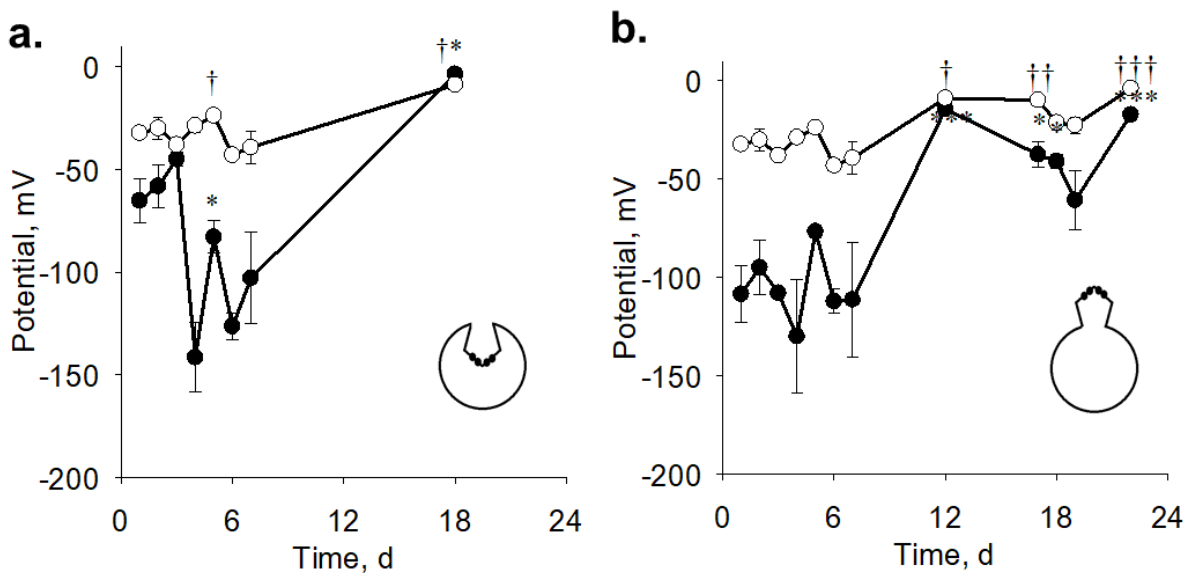 a.
†*
0
†
-50
*
-100
-150
-200
0 6 12 18 24
Potential, mV
Time, d
b.
† †† †††
0
*** * * ***
-50
-100
-150
-200
0 6 12 18 24
Potential, mV
Time, d